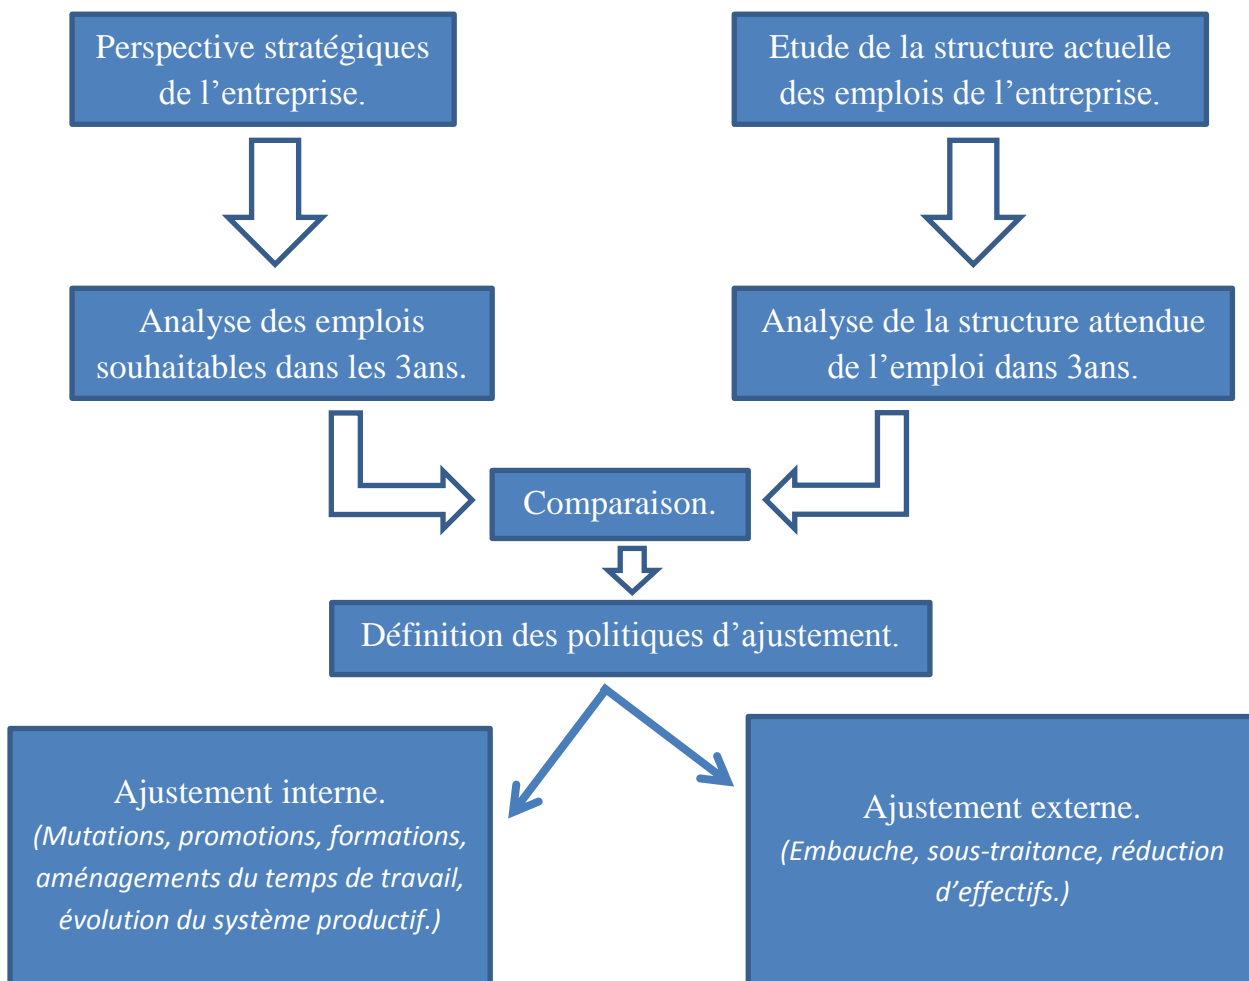 Perspective stratégiques
de l’entreprise.
Etude de la structure actuelle
des emplois de l’entreprise.
Analyse des emplois
souhaitables dans les 3ans.
Analyse de la structure attendue
de l’emploi dans 3ans.
Comparaison.
Définition des politiques d’ajustement.
Ajustement interne.
(Mutations, promotions, formations,
aménagements du temps de travail,
évolution du système productif.)
Ajustement externe.
(Embauche, sous-traitance, réduction
d’effectifs.)